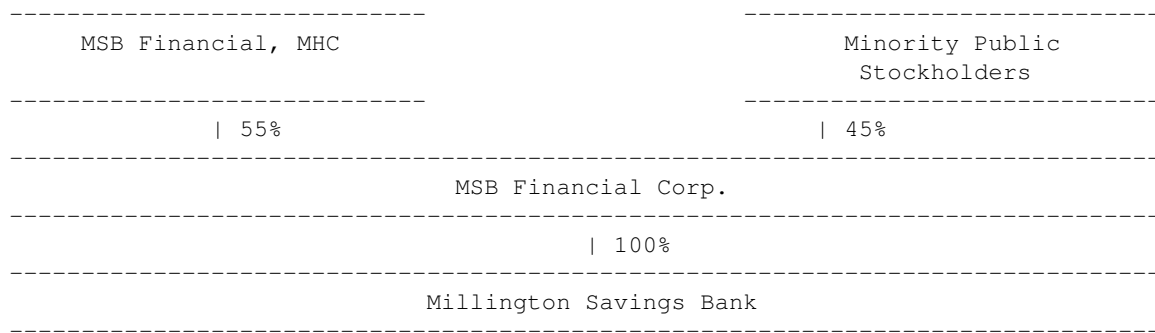 MSB Financial, MHC
Minority Public
Stockholders
| 55%
| 45%
MSB Financial Corp.
| 100%
Millington Savings Bank